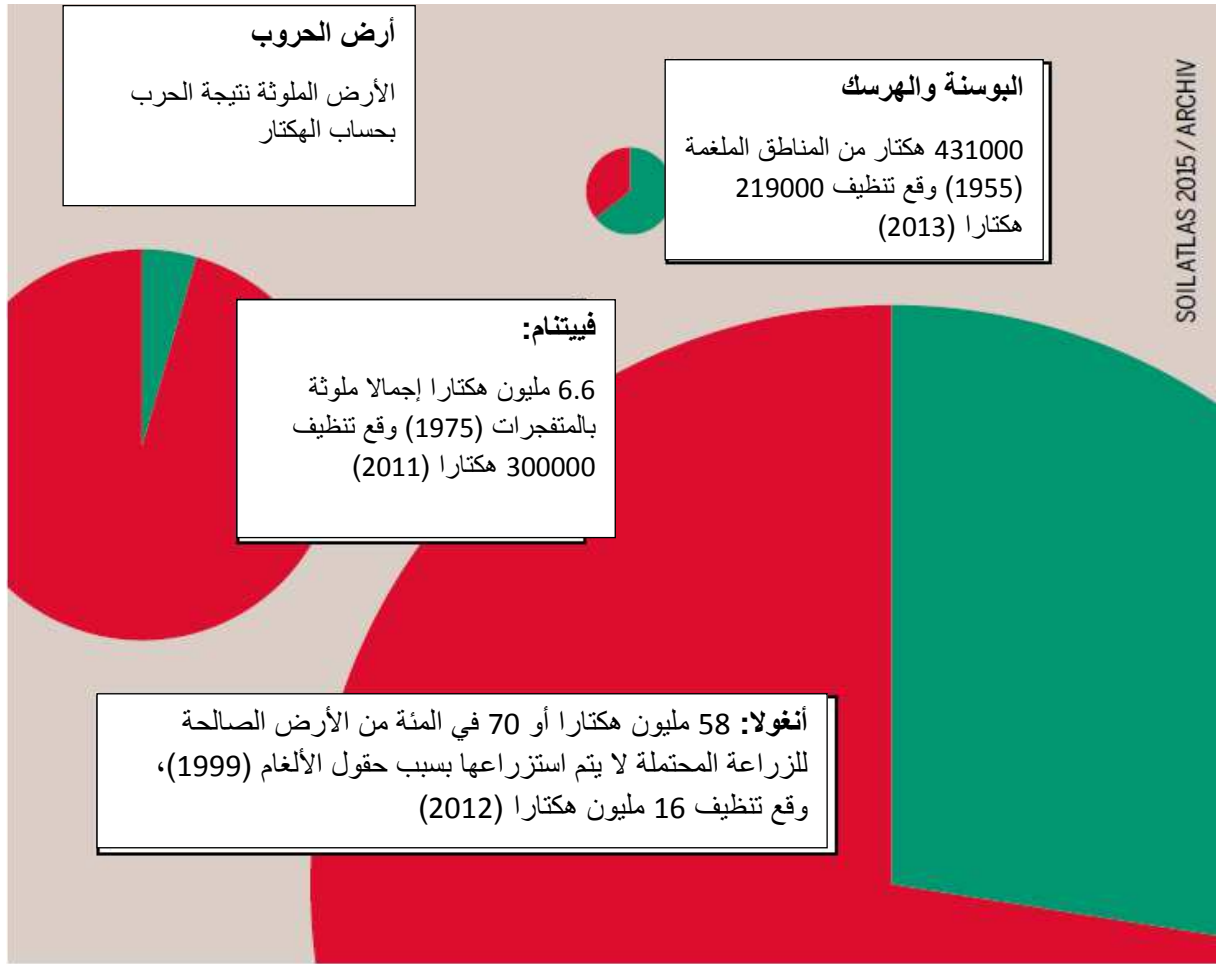 أرض الحروب
الأرض الملوثة نتيجة الحرب
بحساب الهكتار
البوسنة والهرسك
431000 هكتار من المناطق الملغمة
(1955) وقع تنظيف 219000
هكتارا (2013)
SOIL ATLAS 2015 / ARCHIV
فييتنام:
6.6 مليون هكتارا إجمالا ملوثة
بالمتفجرات (1975) وقع تنظيف
300000 هكتارا (2011)
أنغولا: 58 مليون هكتارا أو 70 في المئة من الأرض الصالحة
للزراعة المحتملة لا يتم استزراعها بسبب حقول الألغام (1999)،
وقع تنظيف 16 مليون هكتارا (2012)